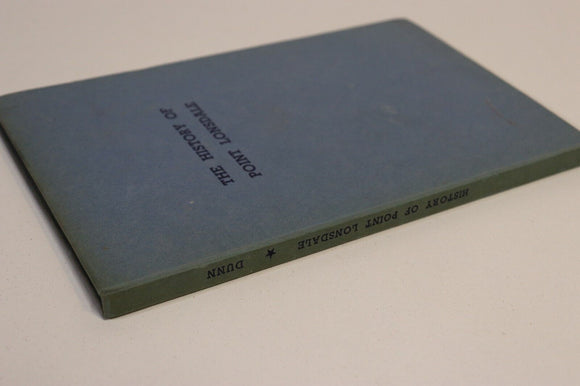 THE HISTORY OF
POINT LONSDALE
HISTORY OF POINT LONSDALE ★ DUNN